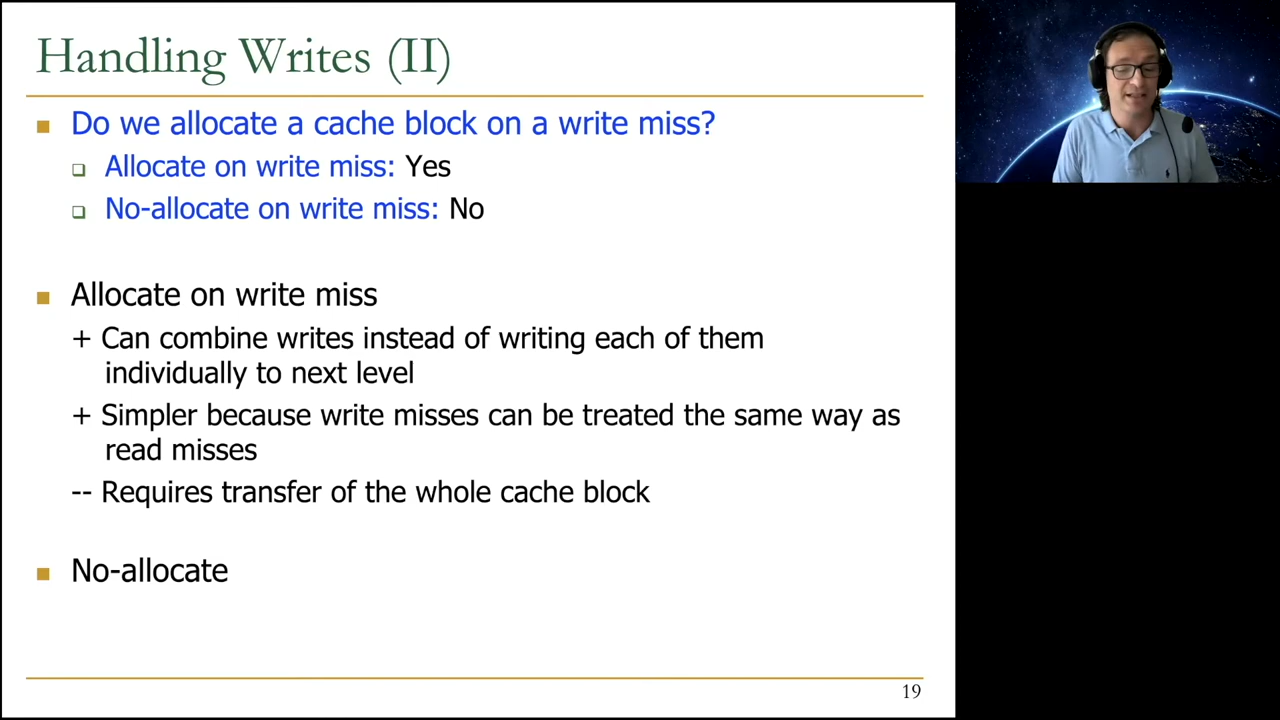 Handling Writes (II)
Do we allocate a cache block on a write miss?
Allocate on write miss: Yes
No-allocate on write miss: No
Allocate on write miss
+ Can combine writes instead of writing each of them
individually to next level
+ Simpler because write misses can be treated the same way as
read misses
-- Requires transfer of the whole cache block
No-allocate
19